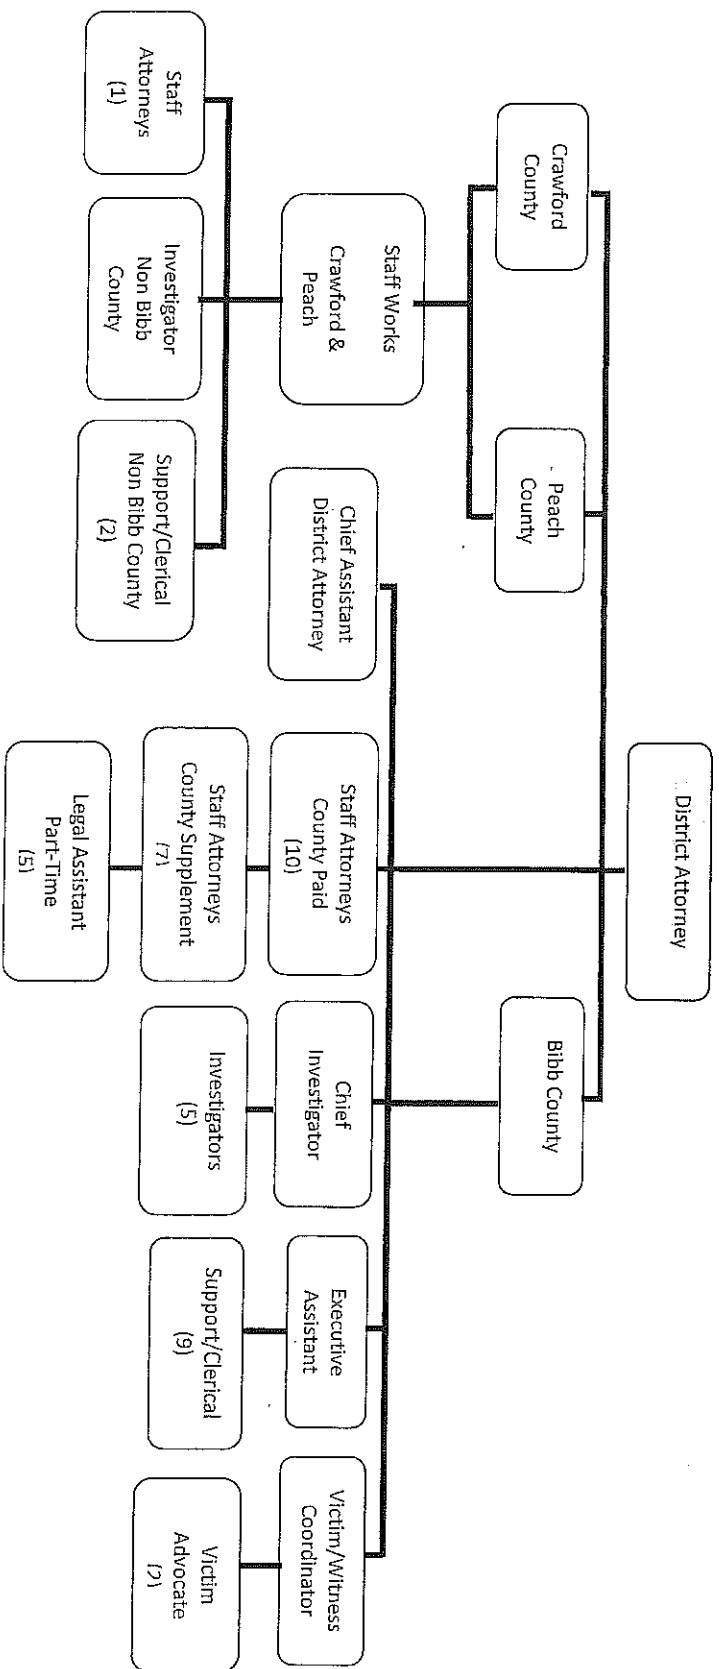 District Attorney
Crawford
County
Peach
County
Bibb County
Staff Works
Crawford &
Peach
Chief Assistant
District Attorney
Staff Attorneys
County Paid
(10)
Chief
Investigator
Executive
Assistant
Victim/Witness
Coordinator
Staff
Attorneys
(1)
Investigator
Non Bibb
County
Support/Clerical
Non Bibb County
(2)
Staff Attorneys
County Supplement
(7)
Investigators
(5)
Support/Clerical
(9)
Victim
Advocate
(2)
Legal Assistant
Part-Time
(5)